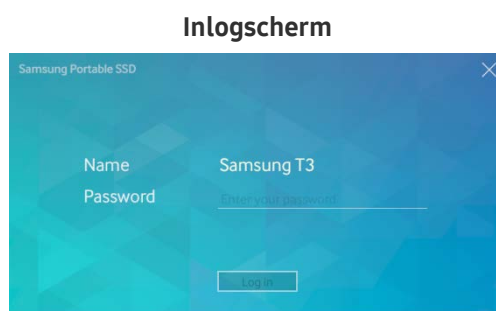 Inlogscherm
Samsung Portable SSD
Name Samsung T3
Password Enter your password
Log in